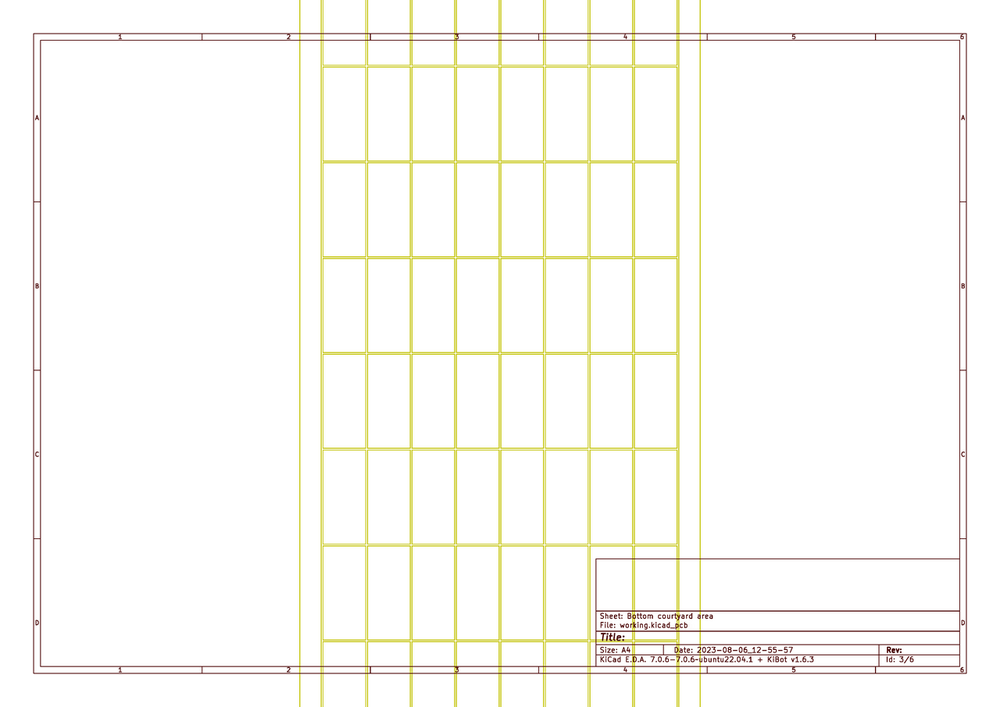 1 2 3 4 5 6
A A
B B
C C
D D
Sheet: Bottom courtyard area
File: working.kicad_pcb
Title:
Size: A4 Date: 2023-08-06_12-55-57 Rev:
KiCad E.D.A. 7.0.6-7.0.6-ubuntu22.04.1 + KiBot v1.6.3 Id: 3/6
1 2 3 4 5 6